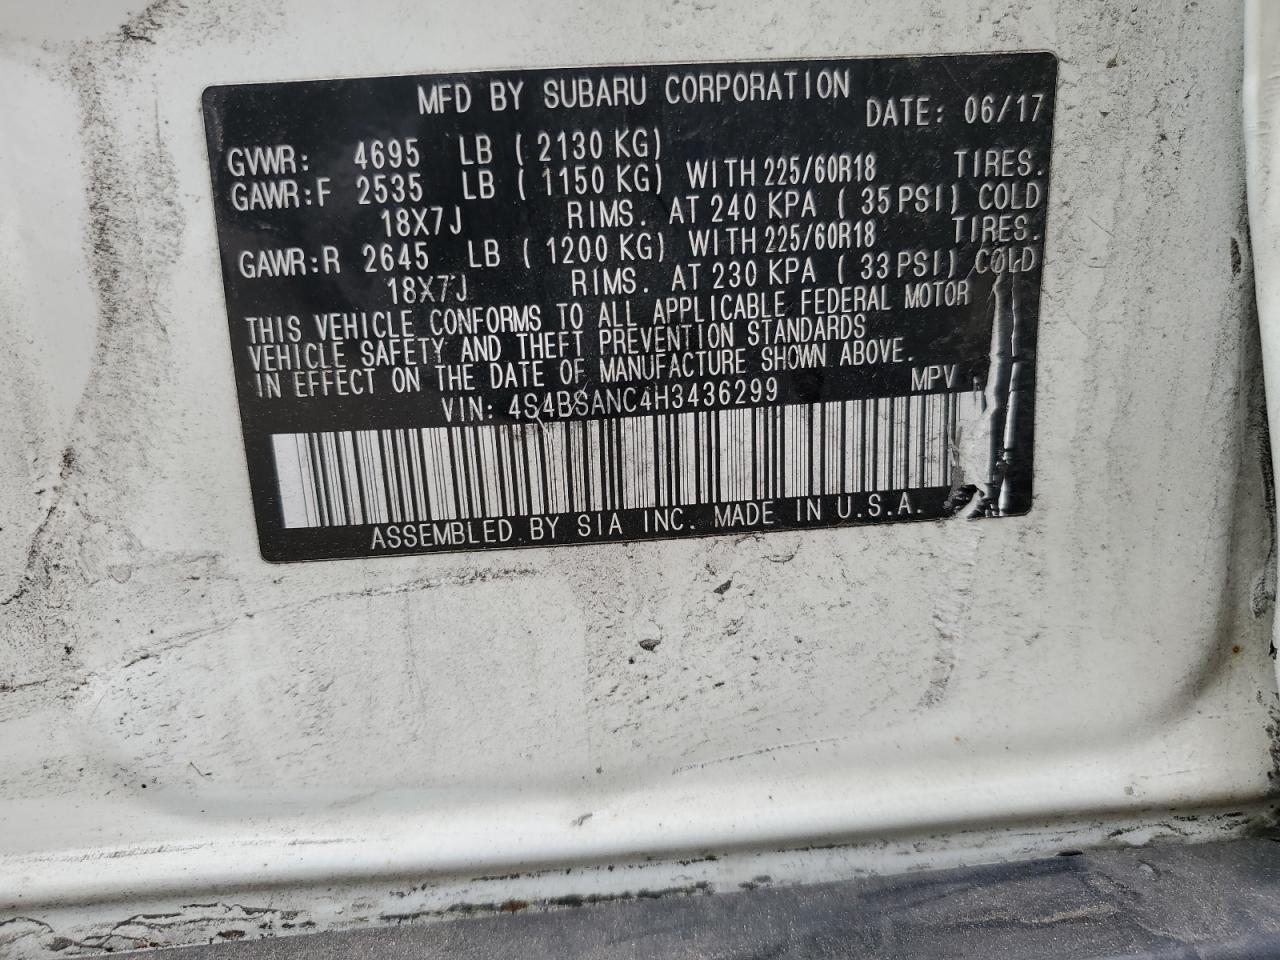 MFD BY SUBARU CORPORATION DATE: 06/17
GVWR: 4695 LB ( 2130 KG)
GAWR:F 2535 LB ( 1150 KG) WITH 225/60R18 TIRES.
18X7J RIMS. AT 240 KPA ( 35 PSI) COLD
GAWR:R 2645 LB ( 1200 KG) WITH 225/60R18 TIRES.
18X7J RIMS. AT 230 KPA ( 33 PSI) COLD
THIS VEHICLE CONFORMS TO ALL APPLICABLE FEDERAL MOTOR
VEHICLE SAFETY AND THEFT PREVENTION STANDARDS
IN EFFECT ON THE DATE OF MANUFACTURE SHOWN ABOVE.
VIN: 4S4BSANC4H3436299 MPV
ASSEMBLED BY SIA INC. MADE IN U.S.A.